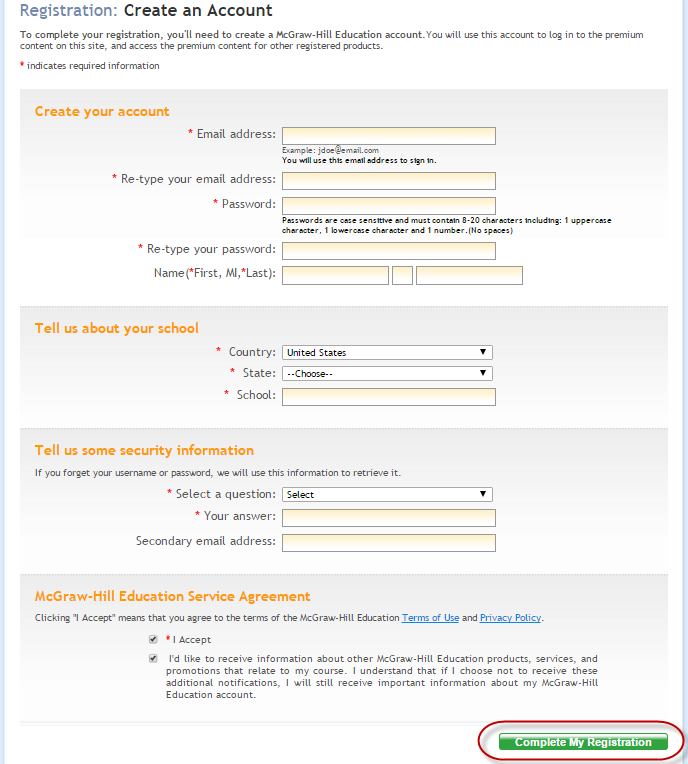 Registration: Create an Account
To complete your registration, you'll need to create a McGraw-Hill Education account.You will use this account to log in to the premium
content on this site, and access the premium content for other registered products.
* indicates required information
Create your account
* Email address:
Example: jdoe@email.com
You will use this email address to sign in.
* Re-type your email address:
* Password:
Passwords are case sensitive and must contain 8-20 characters including: 1 uppercase
character, 1 lowercase character and 1 number.(No spaces)
* Re-type your password:
Name(*First, MI,*Last):
Tell us about your school
* Country: United States
* State: --Choose--
* School:
Tell us some security information
If you forget your username or password, we will use this information to retrieve it.
* Select a question: Select
* Your answer:
Secondary email address:
McGraw-Hill Education Service Agreement
Clicking "I Accept" means that you agree to the terms of the McGraw-Hill Education Terms of Use and Privacy Policy.
* I Accept
I'd like to receive information about other McGraw-Hill Education products, services, and
promotions that relate to my course. I understand that if I choose not to receive these
additional notifications, I will still receive important information about my McGraw-Hill
Education account.
Complete My Registration